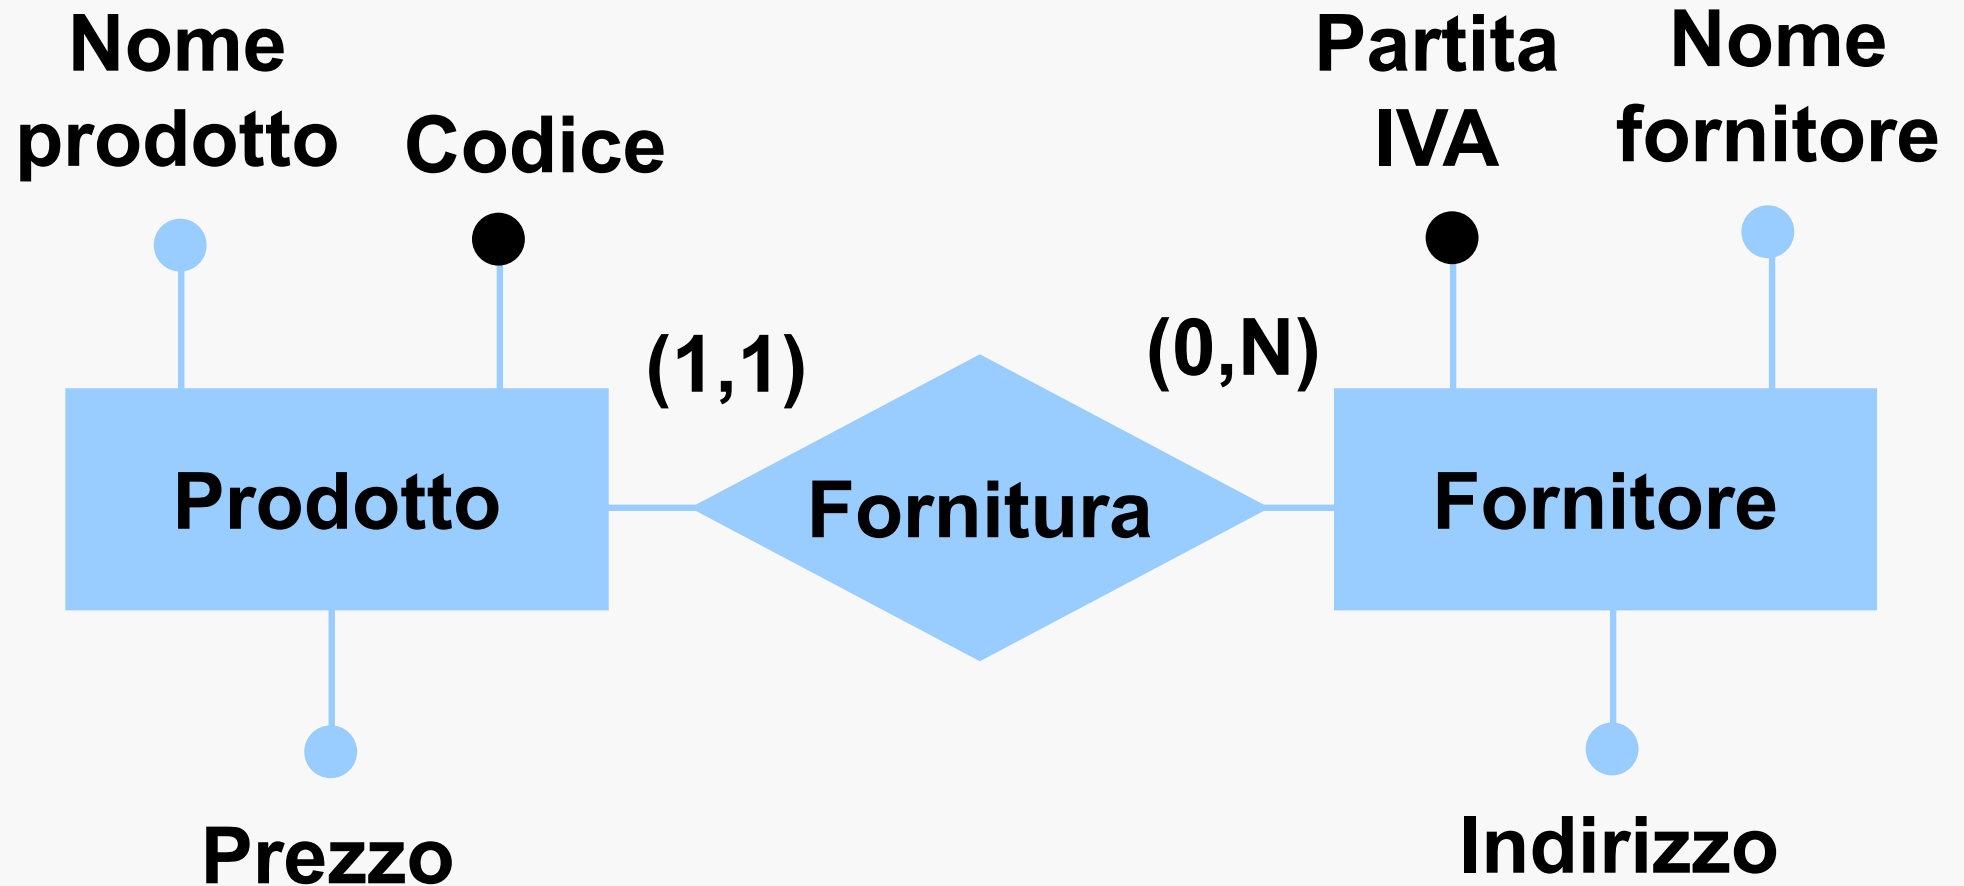 Nome
prodotto
Codice
Partita
IVA
Nome
fornitore
(1,1)
(0,N)
Prodotto
Fornitura
Fornitore
Prezzo
Indirizzo